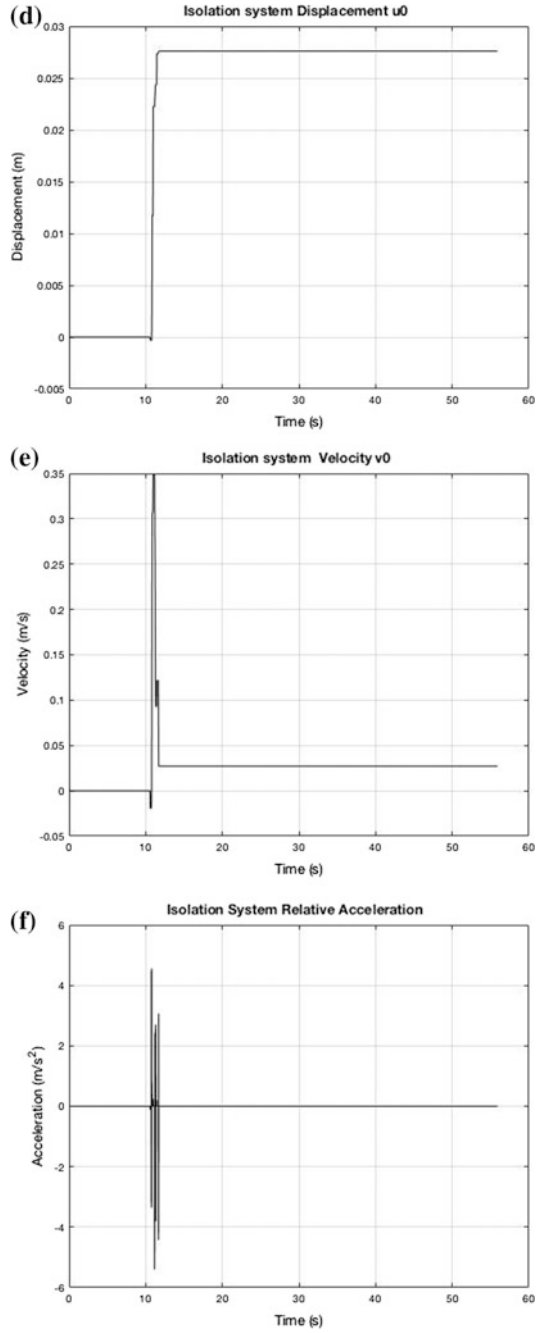 (d)
Isolation system Displacement u0
0.03
0.025
0.02
0.015
0.01
0.005
0
-0.005
Displacement (m)
0 10 20 30 40 50 60
Time (s)
(e)
Isolation system Velocity v0
0.35
0.3
0.25
0.2
0.15
0.1
0.05
0
-0.05
Velocity (m/s)
0 10 20 30 40 50 60
Time (s)
(f)
Isolation System Relative Acceleration
6
4
2
0
-2
-4
-6
Acceleration (m/s²)
0 10 20 30 40 50 60
Time (s)